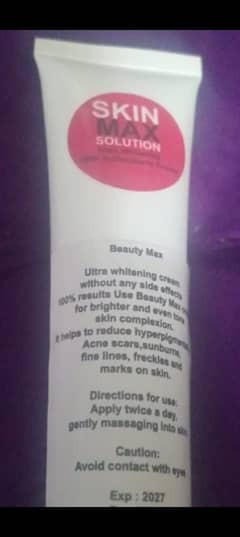 SKIN
MAX
SOLUTION
Beauty Max
Ultra whitening cream
without any side effects
100% results Use Beauty Max
for brighter and even tone
skin complexion.
It helps to reduce hyperpigment
Acne scars,sunburns,
fine lines, freckles and
marks on skin.
Directions for use:
Apply twice a day,
gently massaging into skin
Caution:
Avoid contact with eyes
Exp : 2027